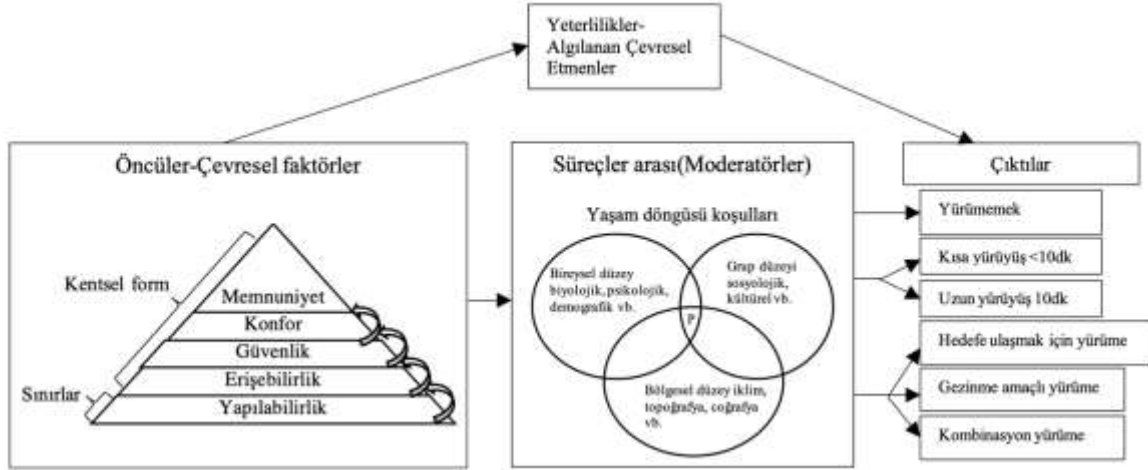 Yeterlilikler-
Algılanan Çevresel
Etmenler
Öncüler-Çevresel faktörler
Kentsel form
Sınırlar
Memnuniyet
Konfor
Güvenlik
Erişebilirlik
Yapılabilirlik
Süreçler arası(Moderatörler)
Yaşam döngüsü koşulları
Bireysel düzey
biyolojik,psikolojik,
demografik vb.
Grup düzeyi
sosyolojik,
kültürel vb.
P
Bölgesel düzey iklim,
topoğrafya, coğrafya
vb.
Çıktılar
Yürümemek
Kısa yürüyüş <10dk
Uzun yürüyüş 10dk
Hedefe ulaşmak için yürüme
Gezinme amaçlı yürüme
Kombinasyon yürüme